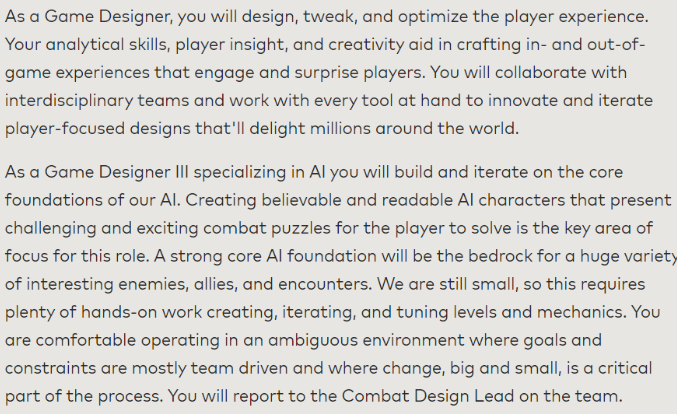 As a Game Designer, you will design, tweak, and optimize the player experience.
Your analytical skills, player insight, and creativity aid in crafting in- and out-of-
game experiences that engage and surprise players. You will collaborate with
interdisciplinary teams and work with every tool at hand to innovate and iterate
player-focused designs that'll delight millions around the world.
As a Game Designer III specializing in AI you will build and iterate on the core
foundations of our AI. Creating believable and readable AI characters that present
challenging and exciting combat puzzles for the player to solve is the key area of
focus for this role. A strong core AI foundation will be the bedrock for a huge variety
of interesting enemies, allies, and encounters. We are still small, so this requires
plenty of hands-on work creating, iterating, and tuning levels and mechanics. You
are comfortable operating in an ambiguous environment where goals and
constraints are mostly team driven and where change, big and small, is a critical
part of the process. You will report to the Combat Design Lead on the team.